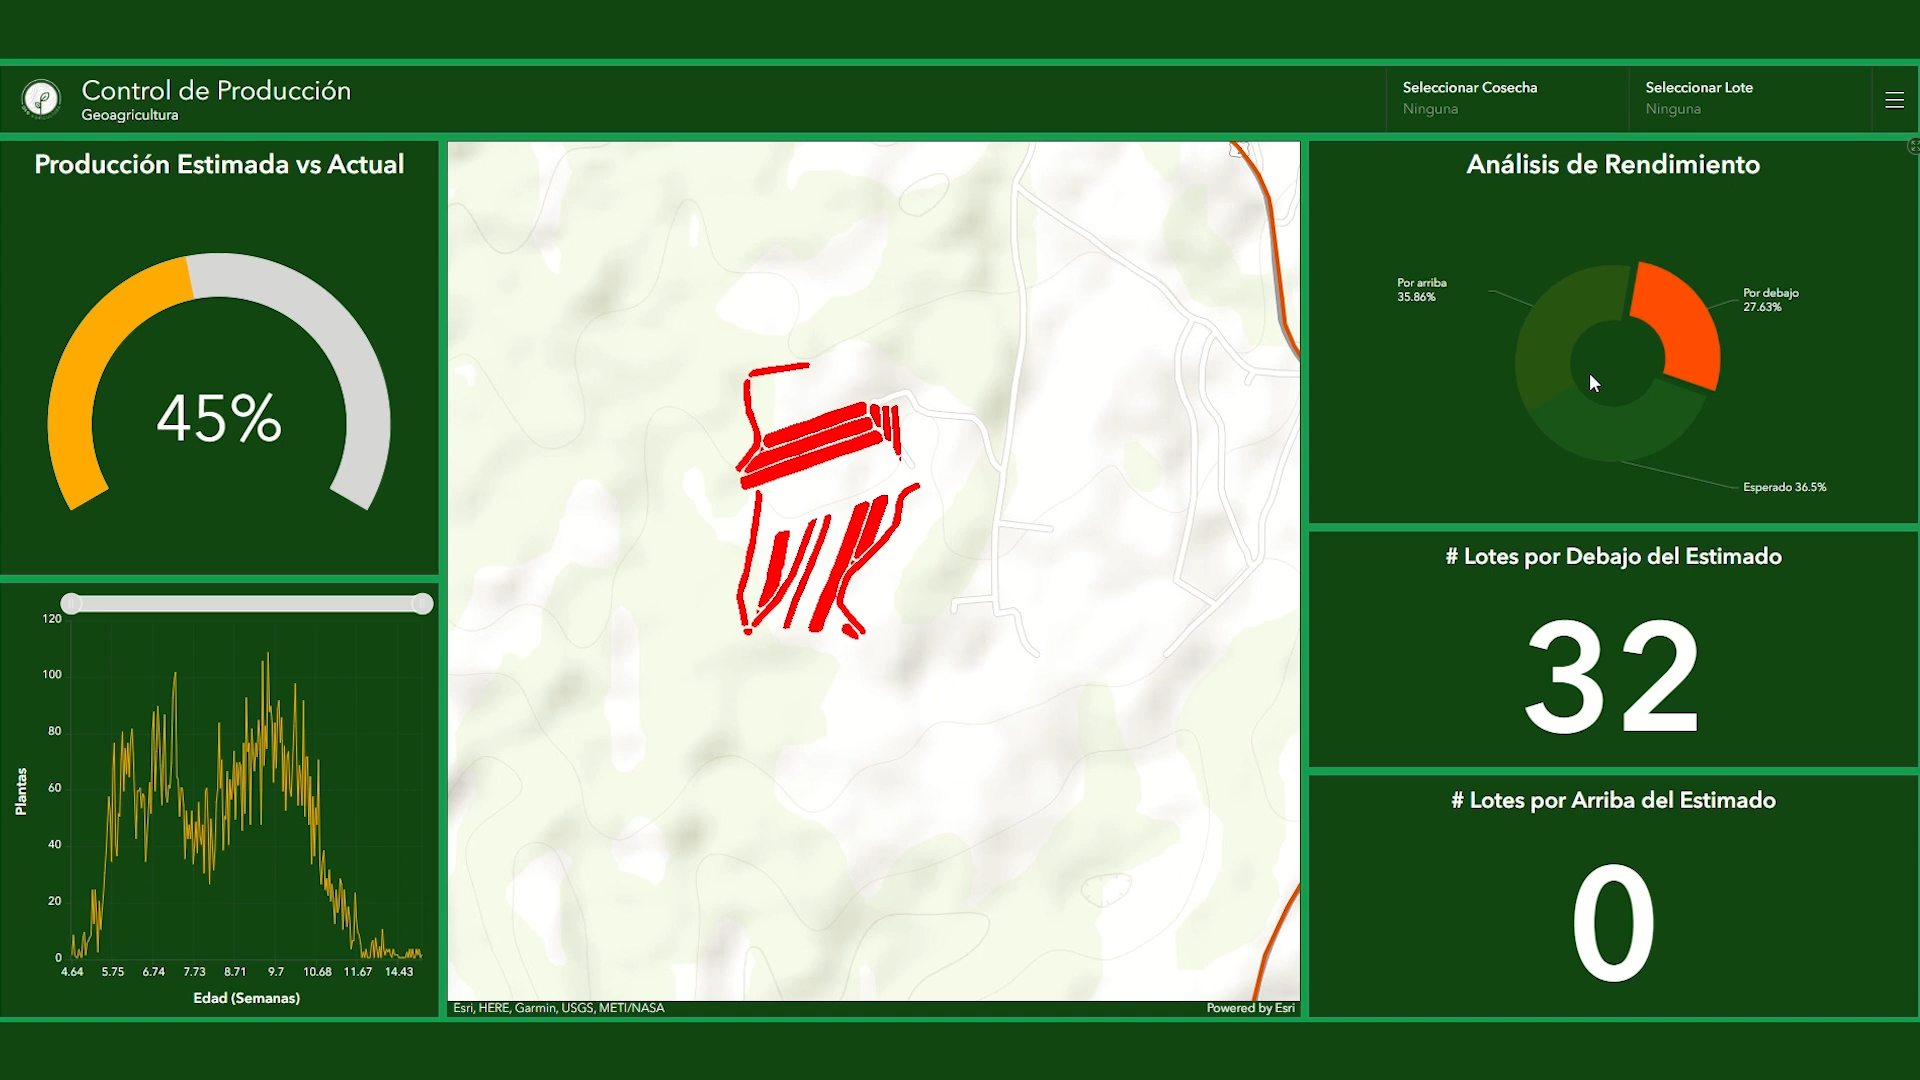 Control de Producción
Geoagricultura
Seleccionar Cosecha
Ninguna
Seleccionar Lote
Ninguna
Producción Estimada vs Actual
45%
120
100
80
60
40
20
0
Plantas
4.64 5.75 6.74 7.73 8.71 9.7 10.68 11.67 14.43
Edad (Semanas)
Esri, HERE, Garmin, USGS, METI/NASA
Powered by Esri
Análisis de Rendimiento
Por arriba
35.86%
Por debajo
27.63%
Esperado 36.5%
# Lotes por Debajo del Estimado
32
# Lotes por Arriba del Estimado
0